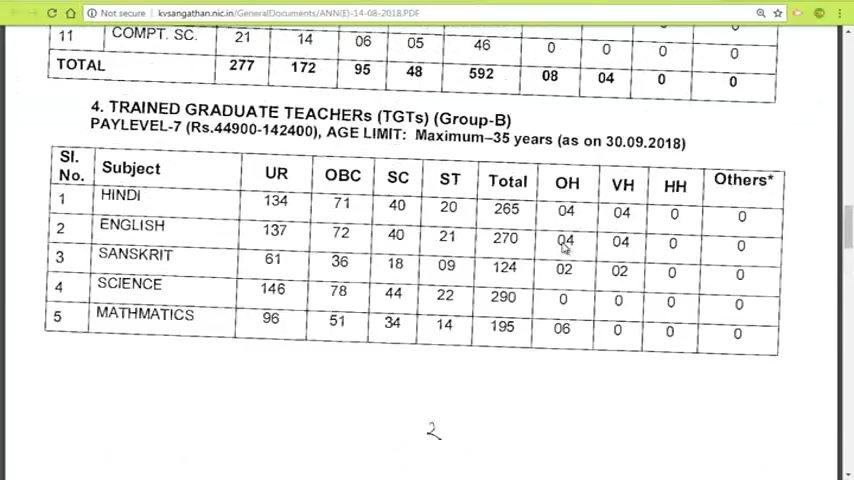 Not secure | kvsangathan.nic.in/GeneralDocuments/ANN(E)-14-08-2018.PDF
11 COMPT. SC. 21 14 06 05 46 0 0 0 0
TOTAL 277 172 95 48 592 08 04 0 0
4. TRAINED GRADUATE TEACHERs (TGTs) (Group-B)
PAYLEVEL-7 (Rs.44900-142400), AGE LIMIT: Maximum–35 years (as on 30.09.2018)
Sl. No. Subject UR OBC SC ST Total OH VH HH Others*
1 HINDI 134 71 40 20 265 04 04 0 0
2 ENGLISH 137 72 40 21 270 04 04 0 0
3 SANSKRIT 61 36 18 09 124 02 02 0 0
4 SCIENCE 146 78 44 22 290 0 0 0 0
5 MATHMATICS 96 51 34 14 195 06 0 0 0
2